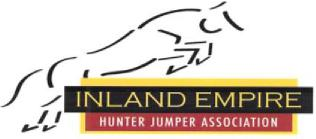 INLAND EMPIRE
HUNTER JUMPER ASSOCIATION